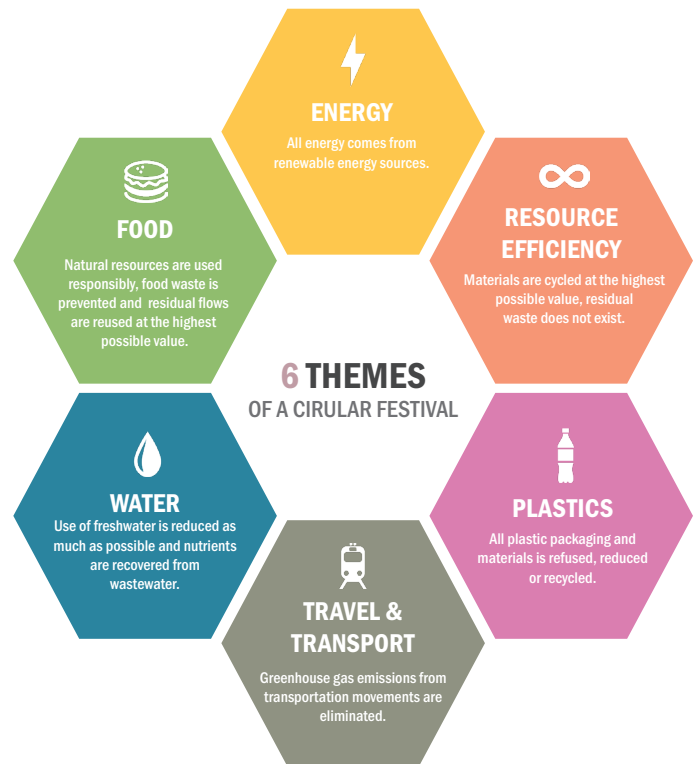 ENERGY
All energy comes from
renewable energy sources.
FOOD
Natural resources are used
responsibly, food waste is
prevented and residual flows
are reused at the highest
possible value.
RESOURCE
EFFICIENCY
Materials are cycled at the highest
possible value, residual
waste does not exist.
6 THEMES
OF A CIRULAR FESTIVAL
WATER
Use of freshwater is reduced as
much as possible and nutrients
are recovered from
wastewater.
PLASTICS
All plastic packaging and
materials is refused, reduced
or recycled.
TRAVEL &
TRANSPORT
Greenhouse gas emissions from
transportation movements are
eliminated.